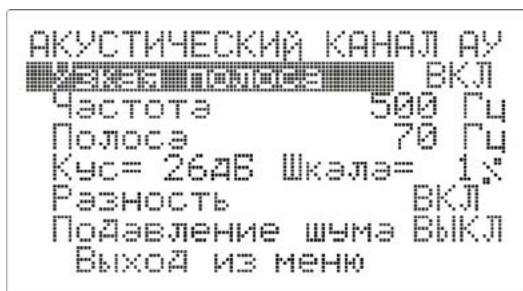 АКУСТИЧЕСКИЙ КАНАЛ АУ
Узкая полоса ВКЛ
Частота 500 Гц
Полоса 70 Гц
Кус= 26дБ Шкала= 1%
Разность ВКЛ
Подавление шума ВЫКЛ
Выход из меню